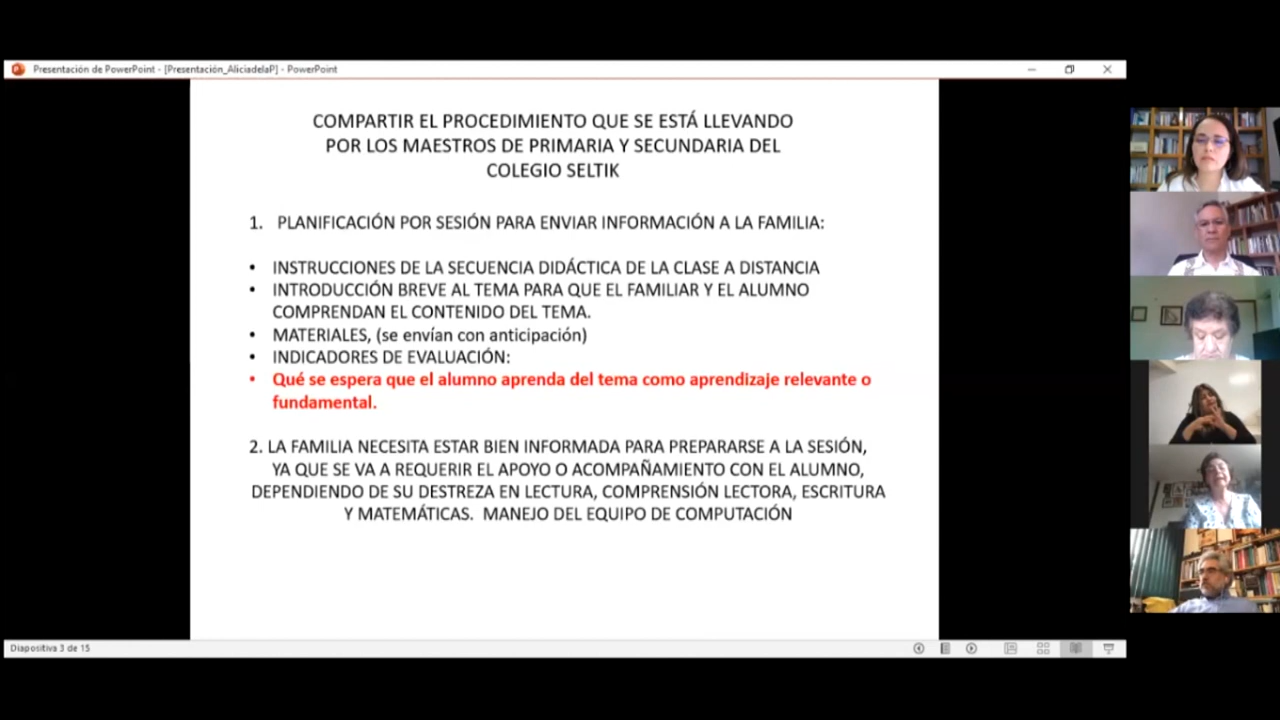 Presentación de PowerPoint - [Presentación_AliciadelaP] - PowerPoint
COMPARTIR EL PROCEDIMIENTO QUE SE ESTÁ LLEVANDO
POR LOS MAESTROS DE PRIMARIA Y SECUNDARIA DEL
COLEGIO SELTIK
1. PLANIFICACIÓN POR SESIÓN PARA ENVIAR INFORMACIÓN A LA FAMILIA:
• INSTRUCCIONES DE LA SECUENCIA DIDÁCTICA DE LA CLASE A DISTANCIA
• INTRODUCCIÓN BREVE AL TEMA PARA QUE EL FAMILIAR Y EL ALUMNO
COMPRENDAN EL CONTENIDO DEL TEMA.
• MATERIALES, (se envían con anticipación)
• INDICADORES DE EVALUACIÓN:
• Qué se espera que el alumno aprenda del tema como aprendizaje relevante o
fundamental.
2. LA FAMILIA NECESITA ESTAR BIEN INFORMADA PARA PREPARARSE A LA SESIÓN,
YA QUE SE VA A REQUERIR EL APOYO O ACOMPAÑAMIENTO CON EL ALUMNO,
DEPENDIENDO DE SU DESTREZA EN LECTURA, COMPRENSIÓN LECTORA, ESCRITURA
Y MATEMÁTICAS. MANEJO DEL EQUIPO DE COMPUTACIÓN
Diapositiva 3 de 15